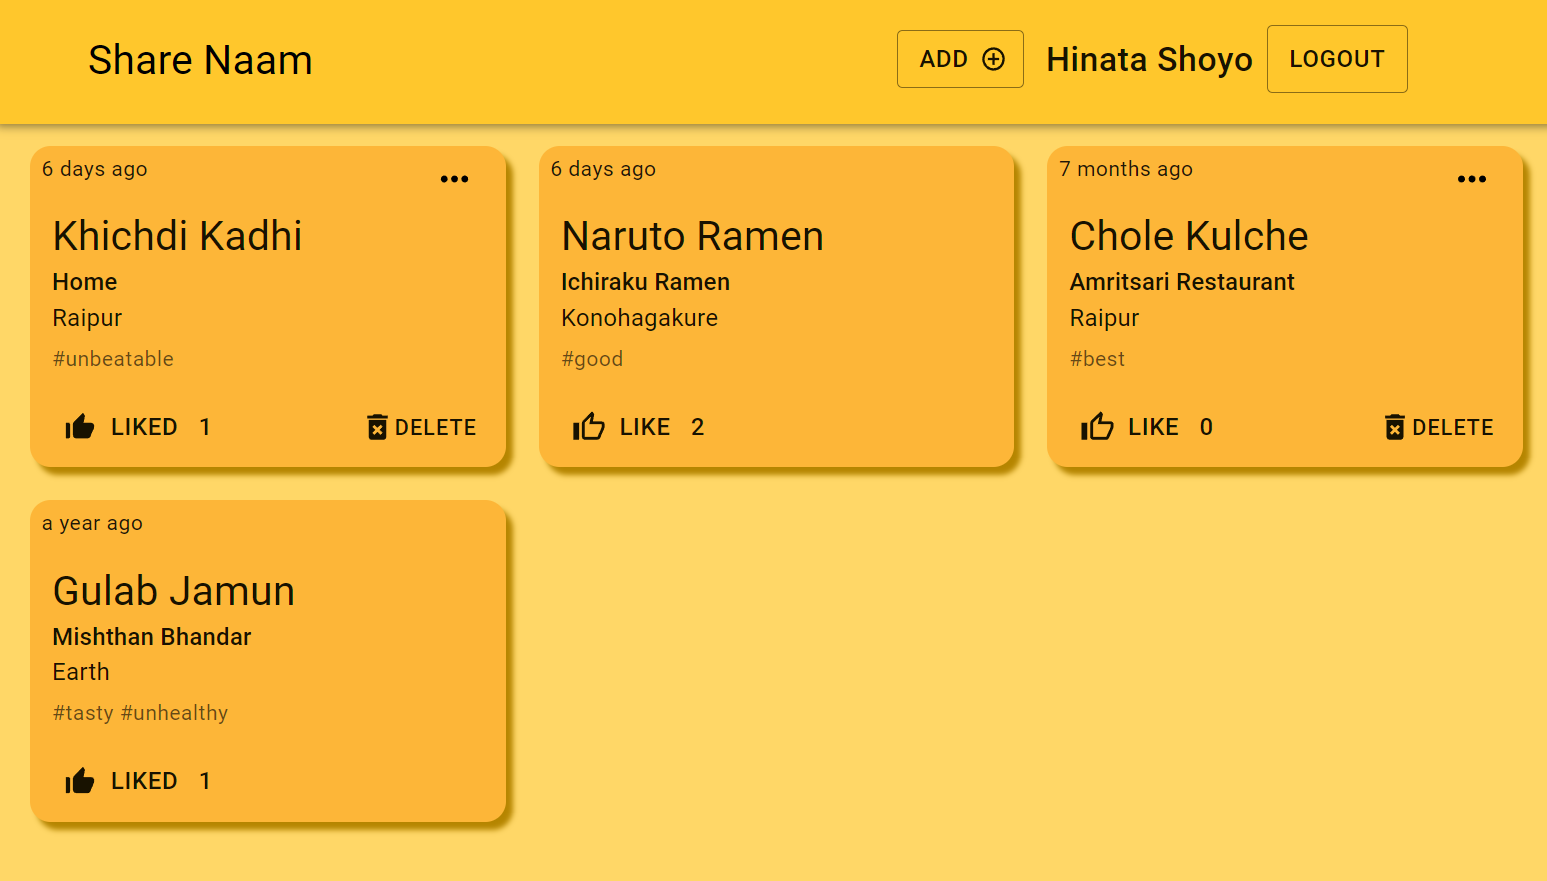 Share Naam
ADD
Hinata Shoyo
LOGOUT
6 days ago
Khichdi Kadhi
Home
Raipur
#unbeatable
LIKED 1
DELETE
6 days ago
Naruto Ramen
Ichiraku Ramen
Konohagakure
#good
LIKE 2
7 months ago
Chole Kulche
Amritsari Restaurant
Raipur
#best
LIKE 0
DELETE
a year ago
Gulab Jamun
Mishthan Bhandar
Earth
#tasty #unhealthy
LIKED 1